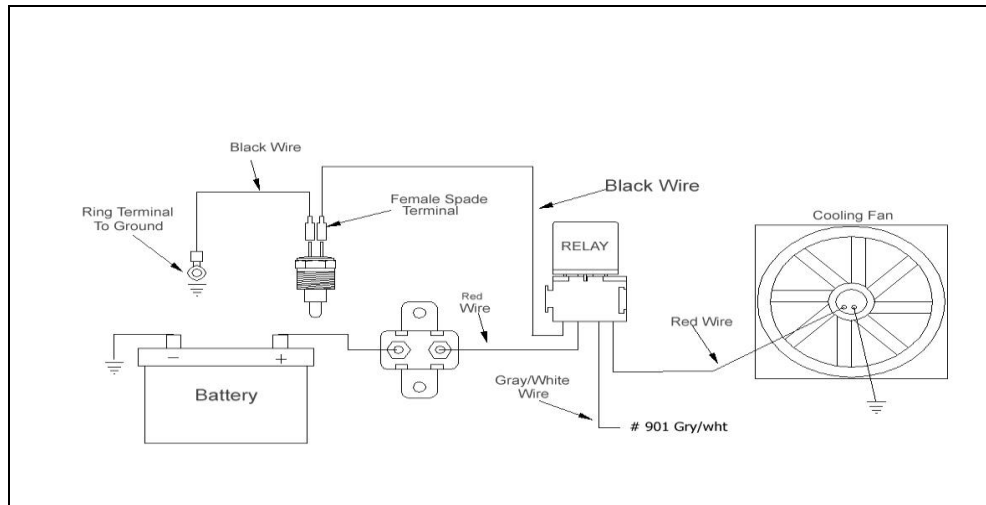 Black Wire
Female Spade
Terminal
Black Wire
Ring Terminal
To Ground
Cooling Fan
RELAY
Red
Wire
Red Wire
− +
Battery
Gray/White
Wire
# 901 Gry/wht